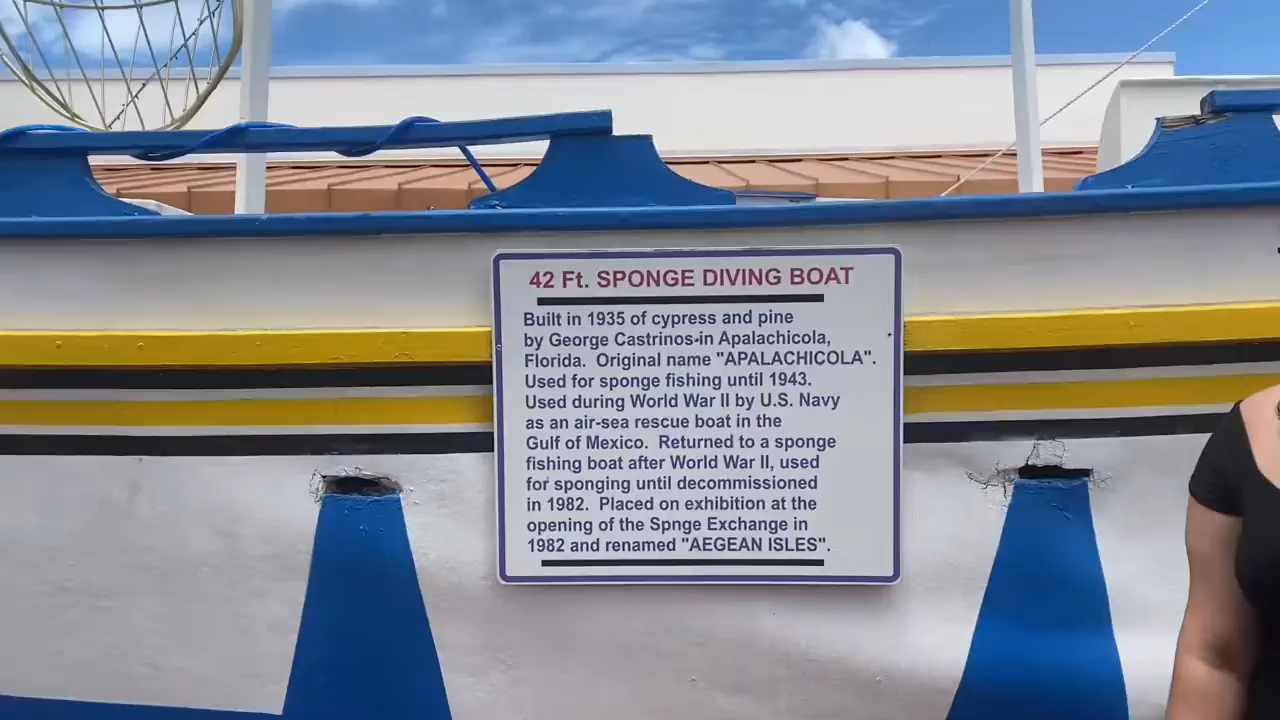 42 Ft. SPONGE DIVING BOAT
Built in 1935 of cypress and pine
by George Castrinos in Apalachicola,
Florida. Original name "APALACHICOLA".
Used for sponge fishing until 1943.
Used during World War II by U.S. Navy
as an air-sea rescue boat in the
Gulf of Mexico. Returned to a sponge
fishing boat after World War II, used
for sponging until decommissioned
in 1982. Placed on exhibition at the
opening of the Spnge Exchange in
1982 and renamed "AEGEAN ISLES".